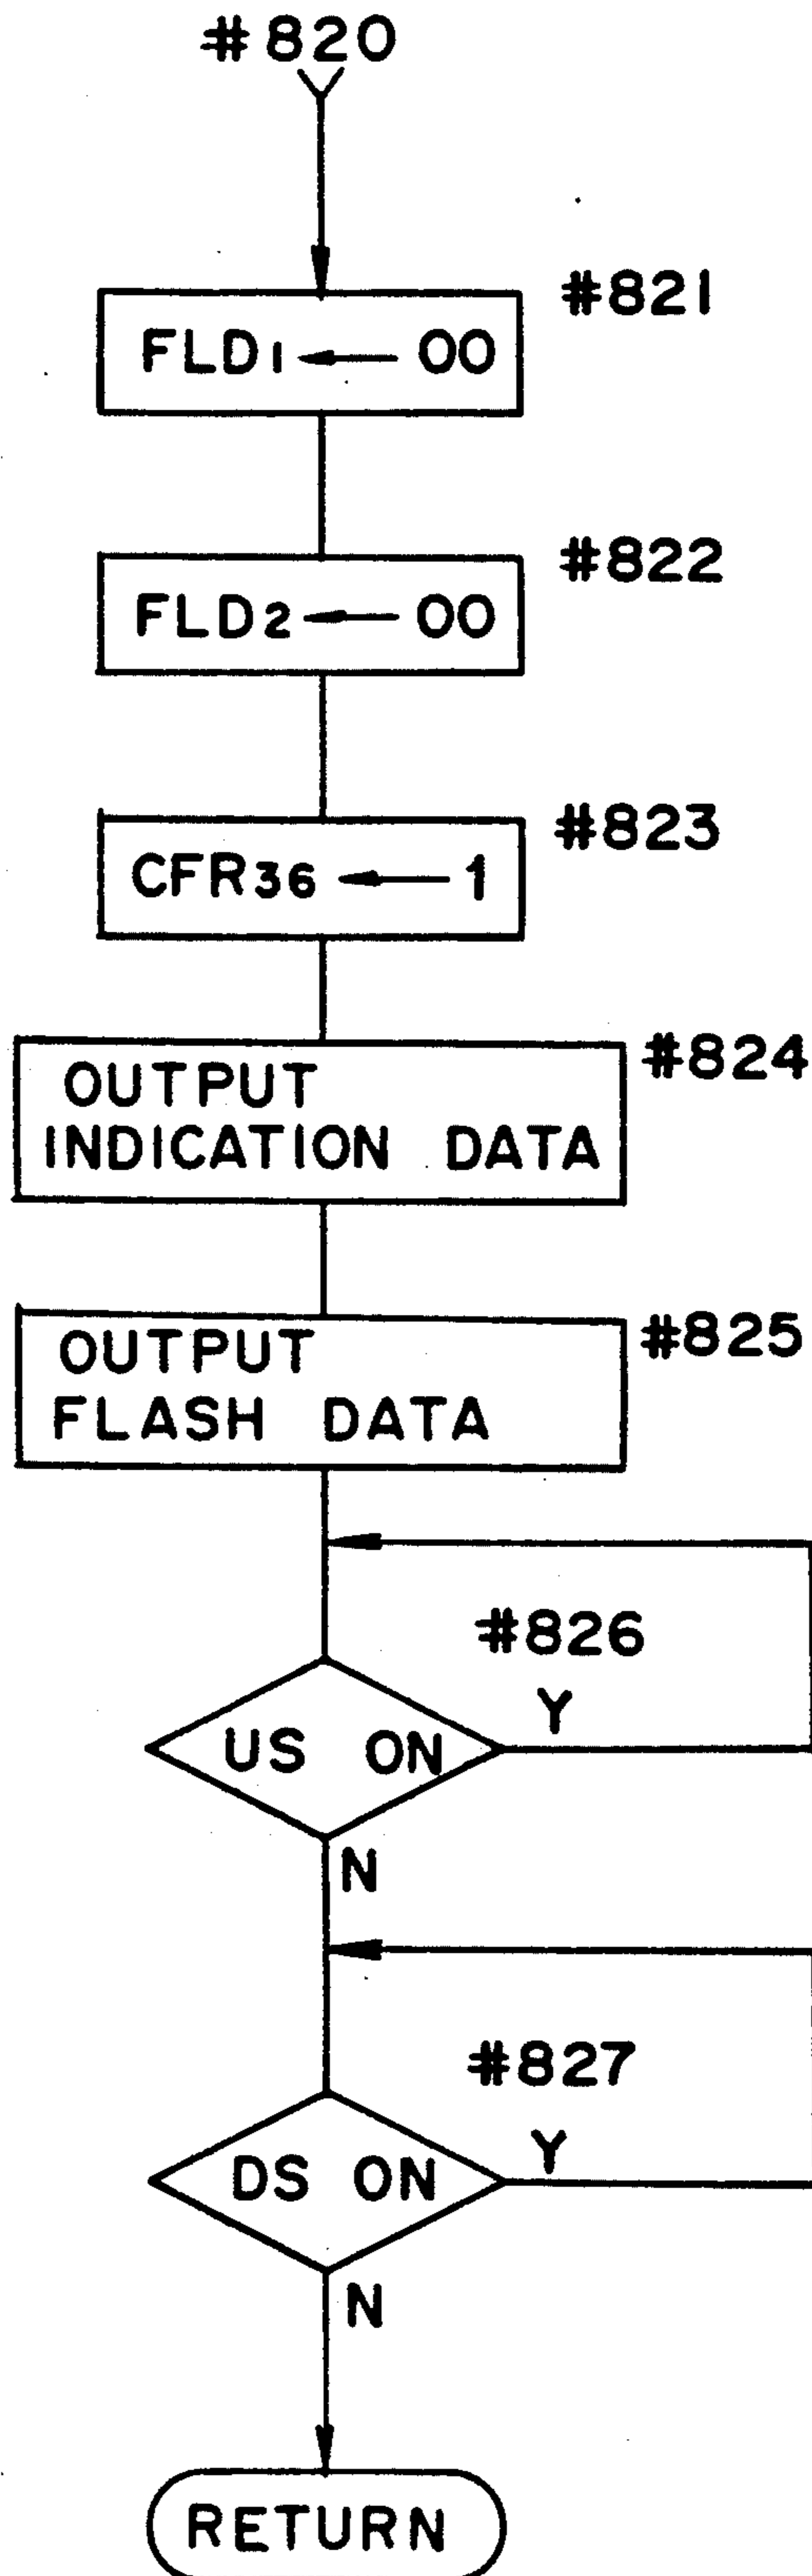 #820
#821
FLD1 ← 00
#822
FLD2 ← 00
#823
CFR36 ← 1
#824
OUTPUT
INDICATION DATA
#825
OUTPUT
FLASH DATA
#826
US ON
Y
N
#827
DS ON
Y
N
RETURN